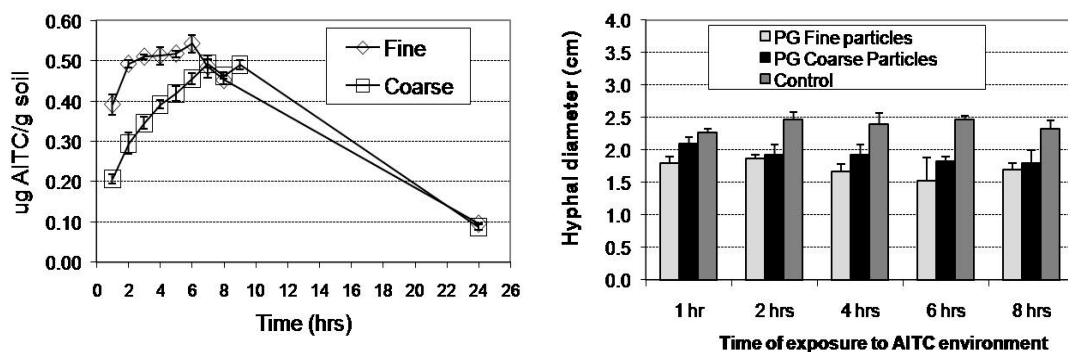 ug AITC/g soil
0.60
0.50
0.40
0.30
0.20
0.10
0.00
Fine
Coarse
0 2 4 6 8 10 12 14 16 18 20 22 24 26
Time (hrs)
Hyphal diameter (cm)
4.0
3.5
3.0
2.5
2.0
1.5
1.0
0.5
0.0
PG Fine particles
PG Coarse Particles
Control
1 hr 2 hrs 4 hrs 6 hrs 8 hrs
Time of exposure to AITC environment